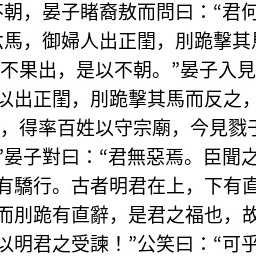 不朝，晏子睹裔敖而問曰：“君何
六馬，御婦人出正閨，刖跪撃其
不果出，是以不朝。”晏子入見
以出正閨，刖跪撃其馬而反之，
，得率百姓以守宗廟，今見戮于
”晏子對曰：“君無惡焉。臣聞之
有驕行。古者明君在上，下有直
而刖跪有直辭，是君之福也，故
以明君之受諫！”公笑曰：“可乎